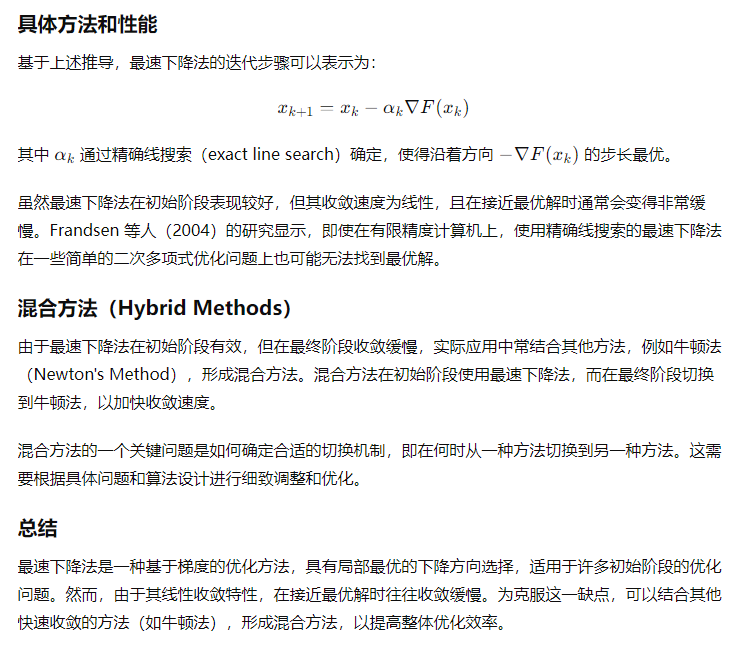 具体方法和性能
基于上述推导，最速下降法的迭代步骤可以表示为：
x_{k+1} = x_k − α_k∇F(x_k)
其中 α_k 通过精确线搜索（exact line search）确定，使得沿着方向 −∇F(x_k) 的步长最优。
虽然最速下降法在初始阶段表现较好，但其收敛速度为线性，且在接近最优解时通常会变得非常缓
慢。Frandsen 等人（2004）的研究显示，即使在有限精度计算机上，使用精确线搜索的最速下降法
在一些简单的二次多项式优化问题上也可能无法找到最优解。
混合方法（Hybrid Methods）
由于最速下降法在初始阶段有效，但在最终阶段收敛缓慢，实际应用中常结合其他方法，例如牛顿法
（Newton's Method），形成混合方法。混合方法在初始阶段使用最速下降法，而在最终阶段切换
到牛顿法，以加快收敛速度。
混合方法的一个关键问题是如何确定合适的切换机制，即在何时从一种方法切换到另一种方法。这需
要根据具体问题和算法设计进行细致调整和优化。
总结
最速下降法是一种基于梯度的优化方法，具有局部最优的下降方向选择，适用于许多初始阶段的优化
问题。然而，由于其线性收敛特性，在接近最优解时往往收敛缓慢。为克服这一缺点，可以结合其他
快速收敛的方法（如牛顿法），形成混合方法，以提高整体优化效率。